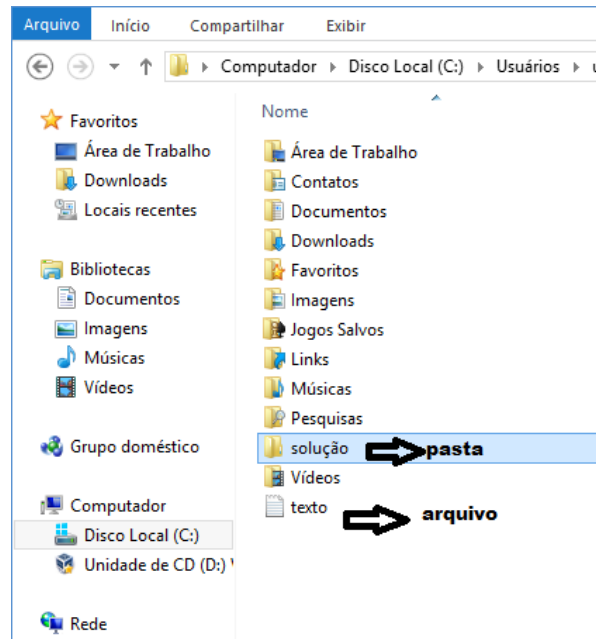 Arquivo Início Compartilhar Exibir
Computador Disco Local (C:) Usuários
Favoritos
Área de Trabalho
Downloads
Locais recentes
Bibliotecas
Documentos
Imagens
Músicas
Vídeos
Grupo doméstico
Computador
Disco Local (C:)
Unidade de CD (D:)
Rede
Nome
Área de Trabalho
Contatos
Documentos
Downloads
Favoritos
Imagens
Jogos Salvos
Links
Músicas
Pesquisas
solução pasta
Vídeos
texto arquivo